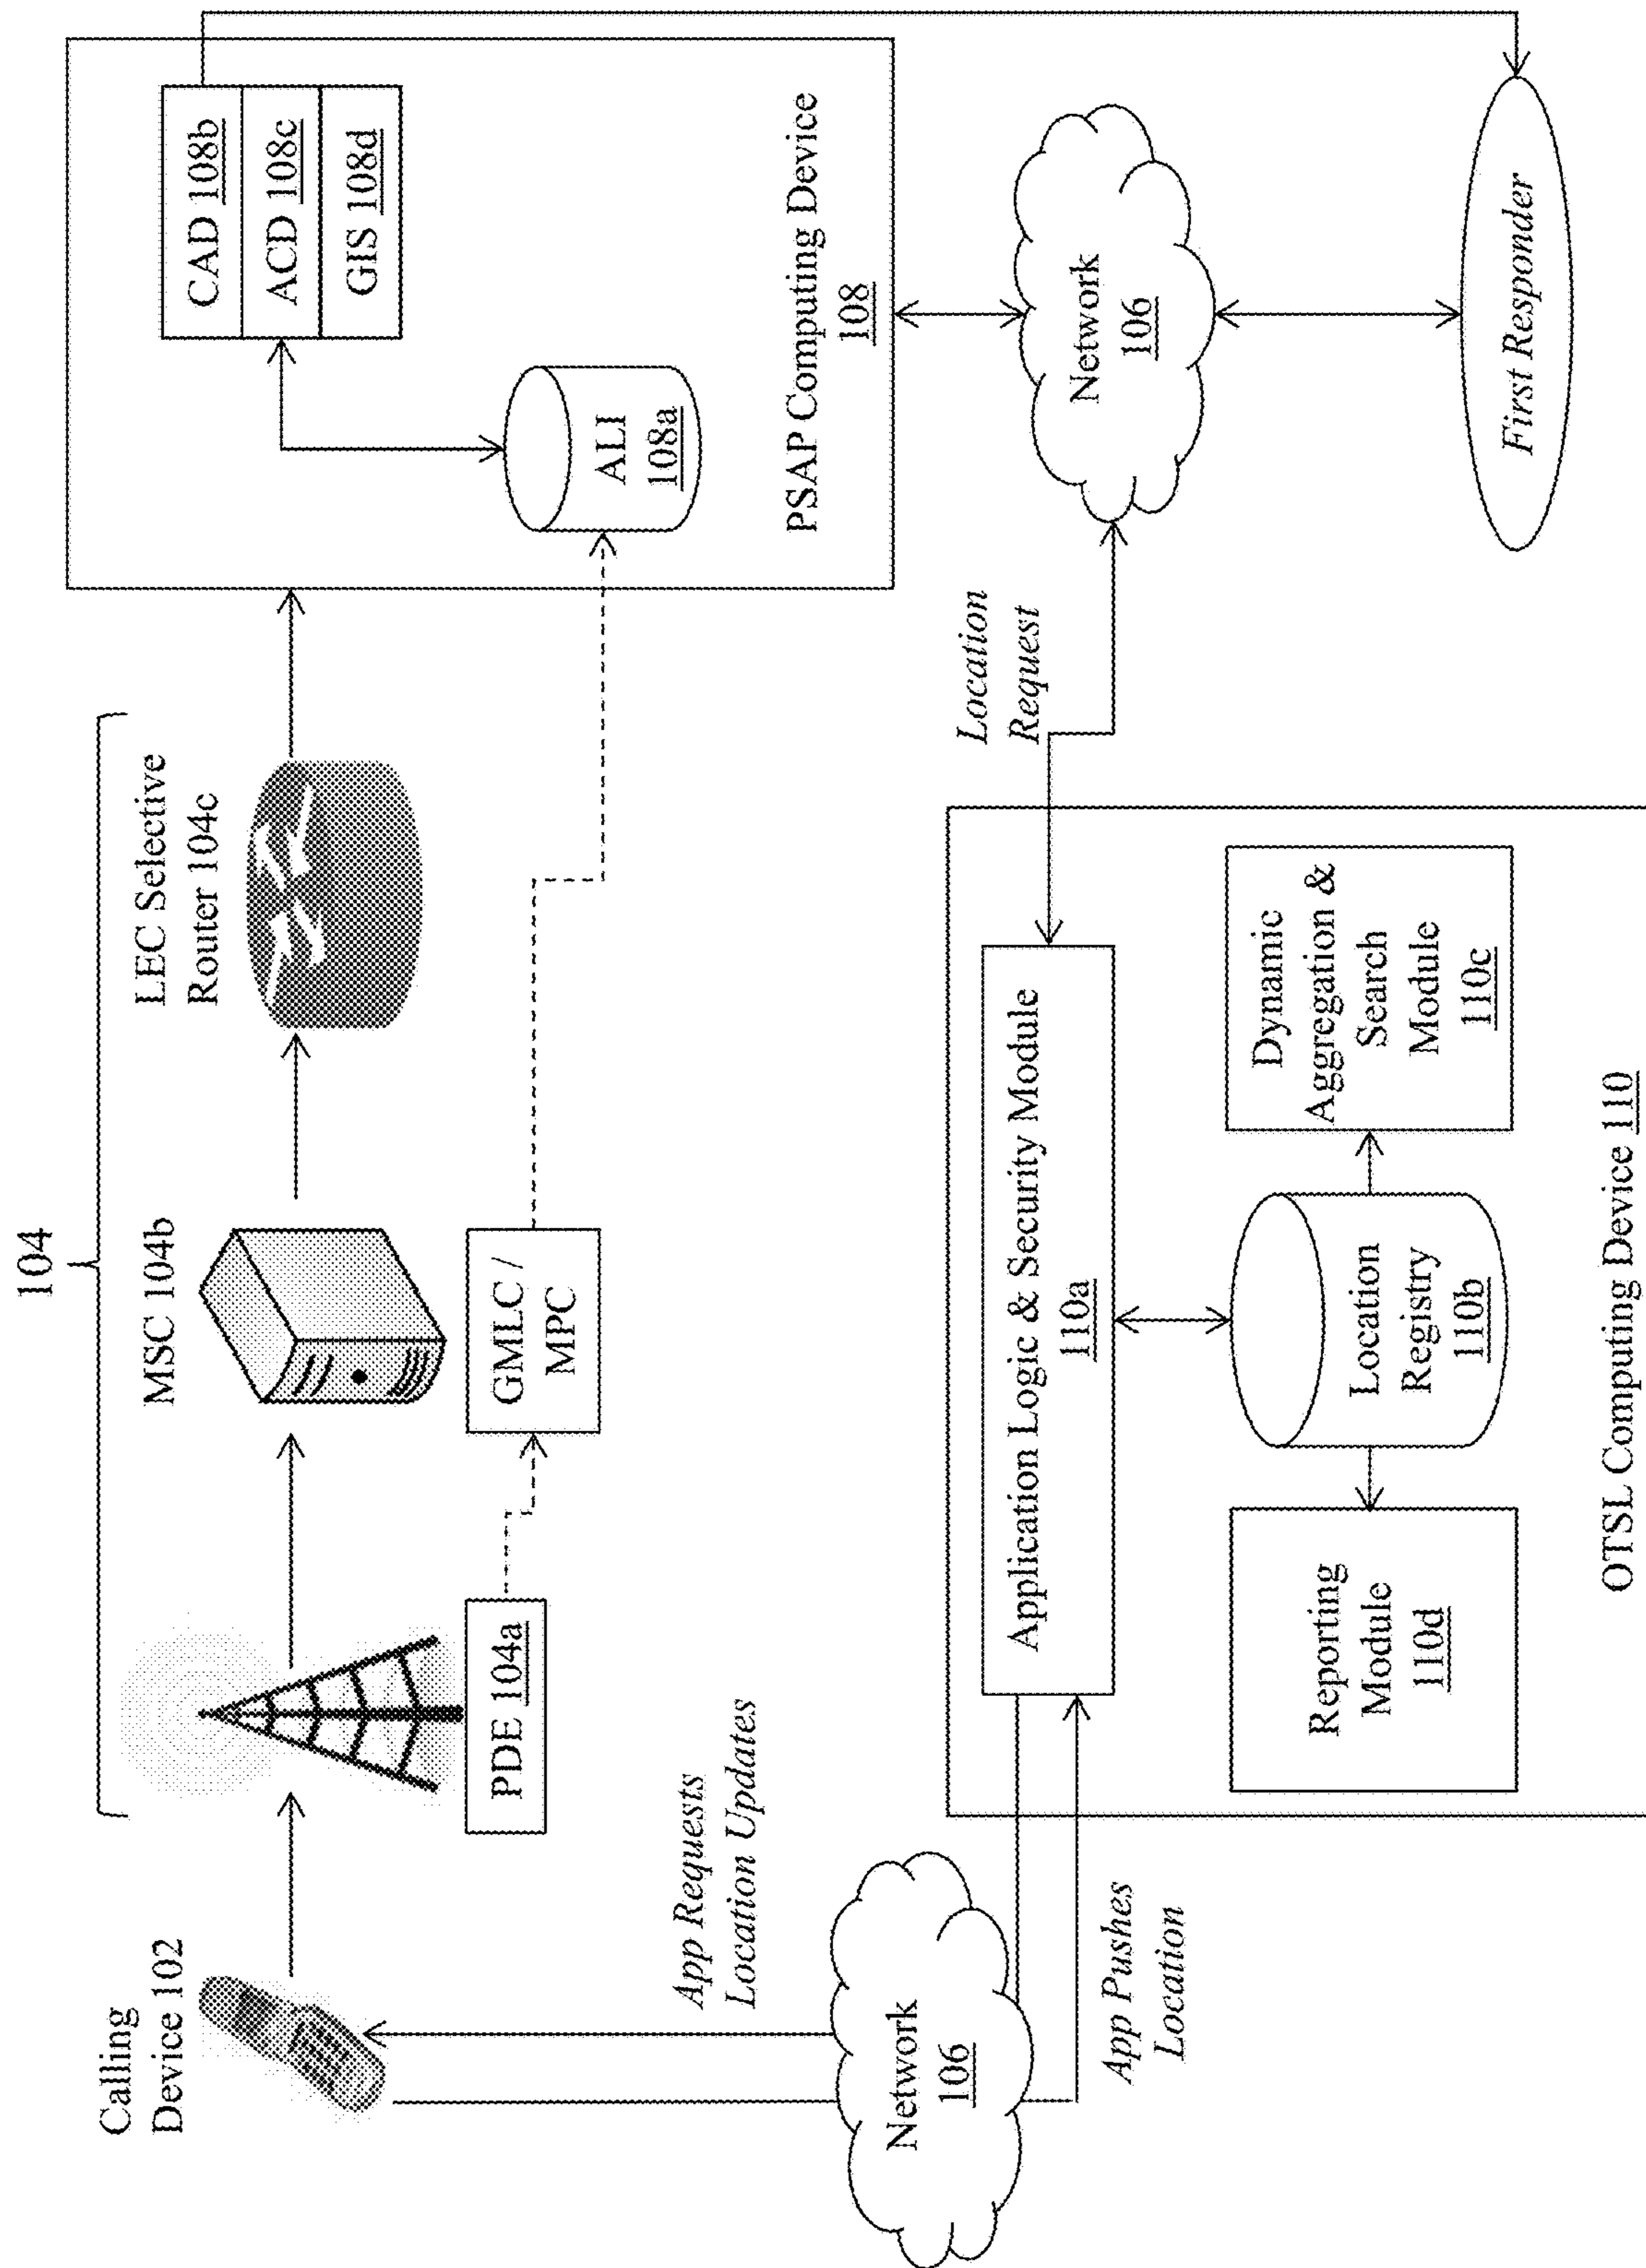 104
Calling
Device 102
MSC 104b
LEC Selective
Router 104c
PDE 104a
GMLC /
MPC
CAD 108b
ACD 108c
GIS 108d
ALI
108a
PSAP Computing Device
108
App Requests
Location Updates
Network
106
App Pushes
Location
Location
Request
Network
106
First Responder
Application Logic & Security Module
110a
Reporting
Module
110d
Location
Registry
110b
Dynamic
Aggregation &
Search
Module
110c
OTSL Computing Device 110